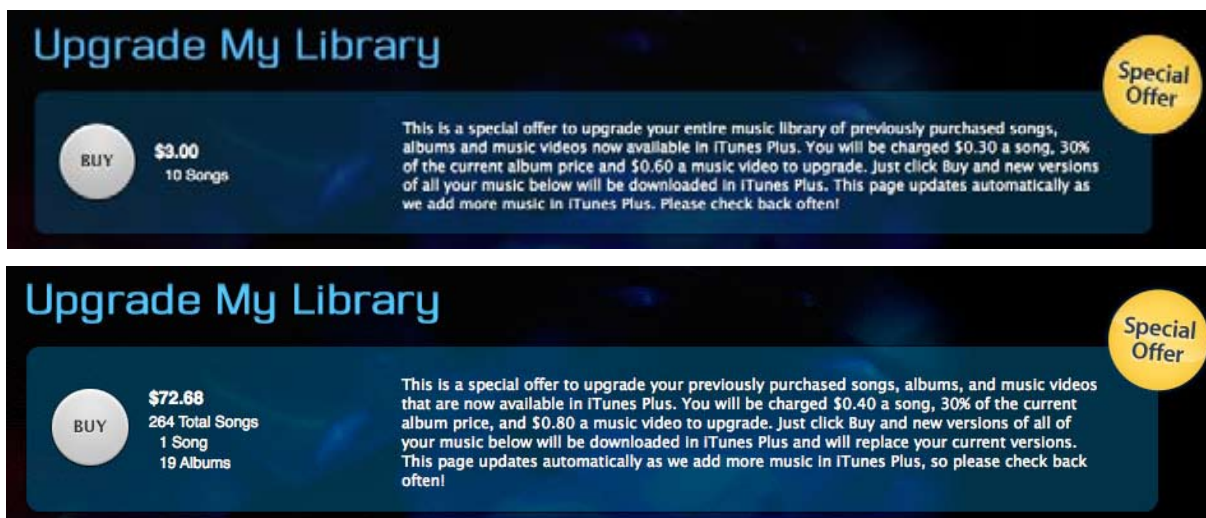 Upgrade My Library
Special
Offer
BUY
$3.00
10 Songs
This is a special offer to upgrade your entire music library of previously purchased songs,
albums and music videos now available in iTunes Plus. You will be charged $0.30 a song, 30%
of the current album price and $0.60 a music video to upgrade. Just click Buy and new versions
of all your music below will be downloaded in iTunes Plus. This page updates automatically as
we add more music in iTunes Plus. Please check back often!
Upgrade My Library
Special
Offer
BUY
$72.68
264 Total Songs
1 Song
19 Albums
This is a special offer to upgrade your previously purchased songs, albums, and music videos
that are now available in iTunes Plus. You will be charged $0.40 a song, 30% of the current
album price, and $0.80 a music video to upgrade. Just click Buy and new versions of all of
your music below will be downloaded in iTunes Plus and will replace your current versions.
This page updates automatically as we add more music in iTunes Plus, so please check back
often!